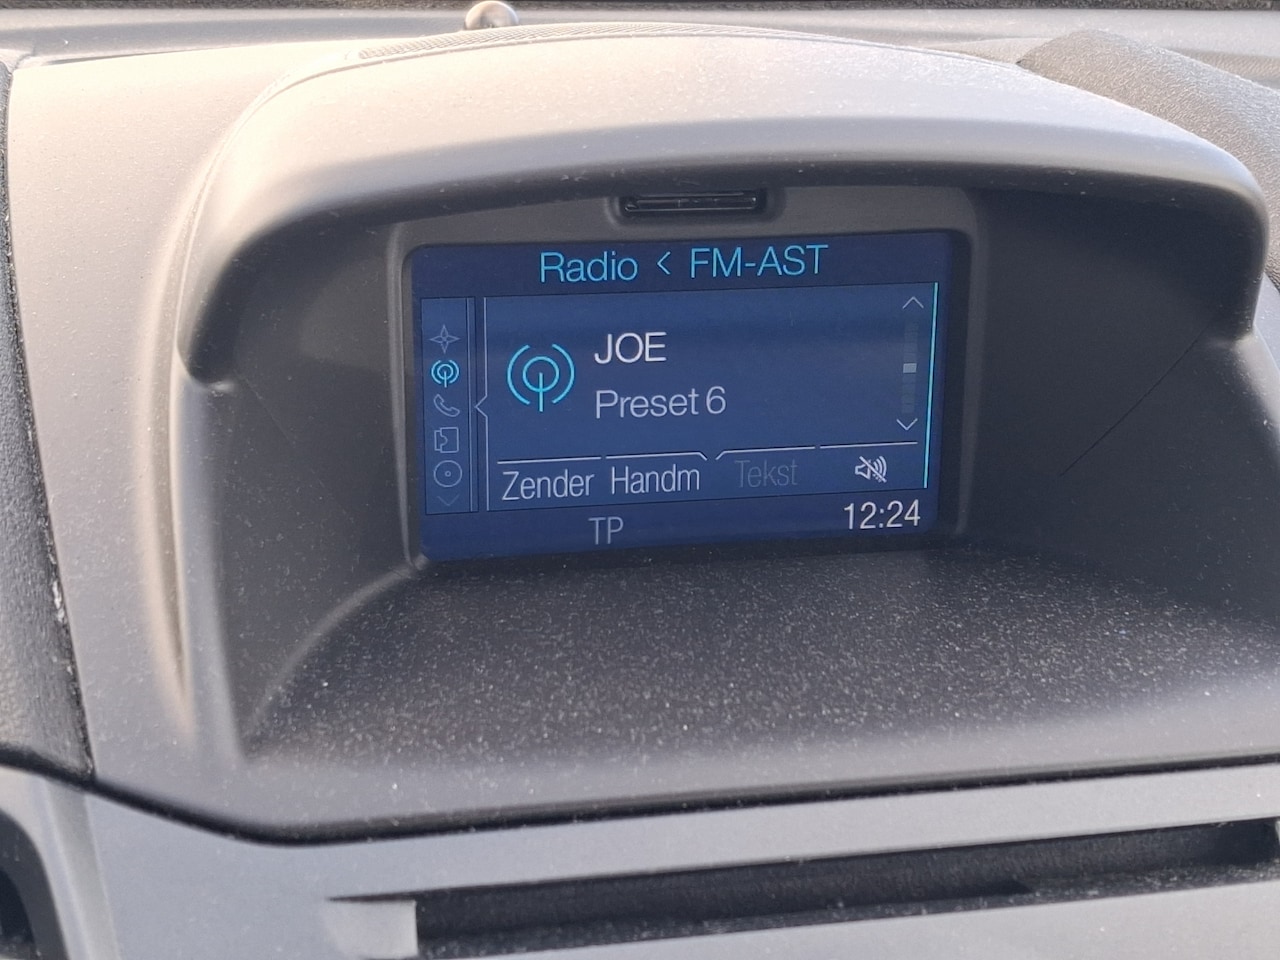 Radio < FM-AST
JOE
Preset 6
Zender Handm Tekst
TP 12:24